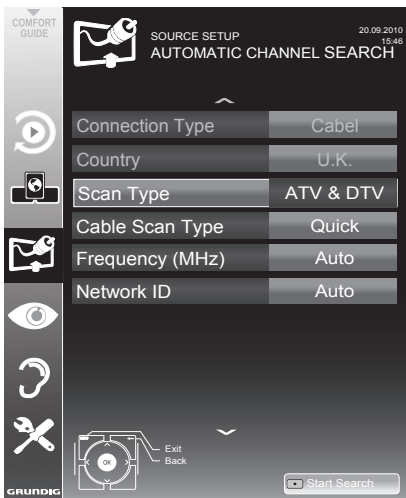 COMFORT
GUIDE
SOURCE SETUP
20.09.2010
15:46
AUTOMATIC CHANNEL SEARCH
Connection Type Cabel
Country U.K.
Scan Type ATV & DTV
Cable Scan Type Quick
Frequency (MHz) Auto
Network ID Auto
Exit
OK
Back
Start Search
GRUNDIG